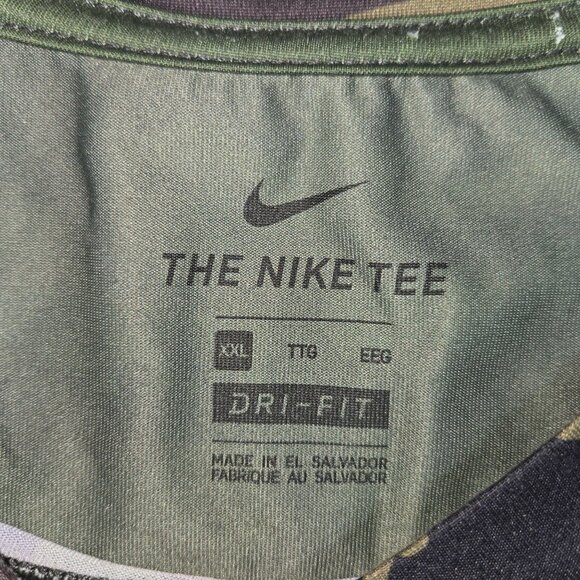 THE NIKE TEE
XXL TTG EEG
DRI-FIT
MADE IN EL SALVADOR
FABRIQUE AU SALVADOR